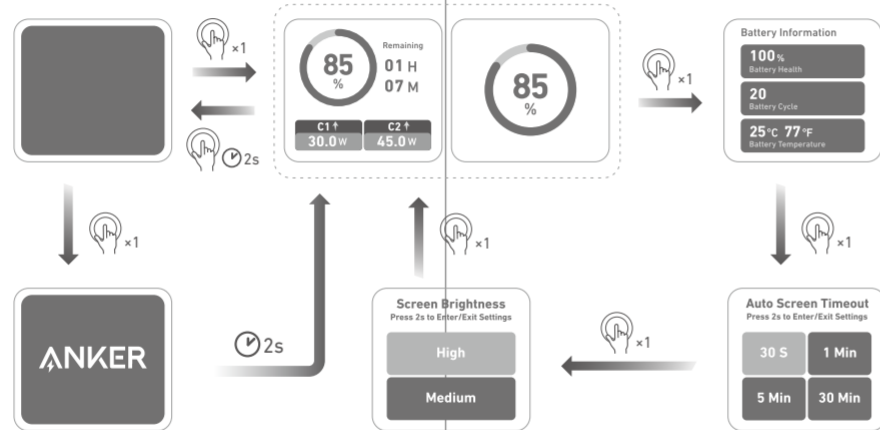 ×1
2s
85
%
Remaining
01 H
07 M
C1↑ C2↑
30.0W 45.0W
85
%
×1
Battery Information
100%
Battery Health
20
Battery Cycle
25°C 77°F
Battery Temperature
×1
×1
×1
ANKER
2s
Screen Brightness
Press 2s to Enter/Exit Settings
High
Medium
×1
Auto Screen Timeout
Press 2s to Enter/Exit Settings
30 S 1 Min
5 Min 30 Min